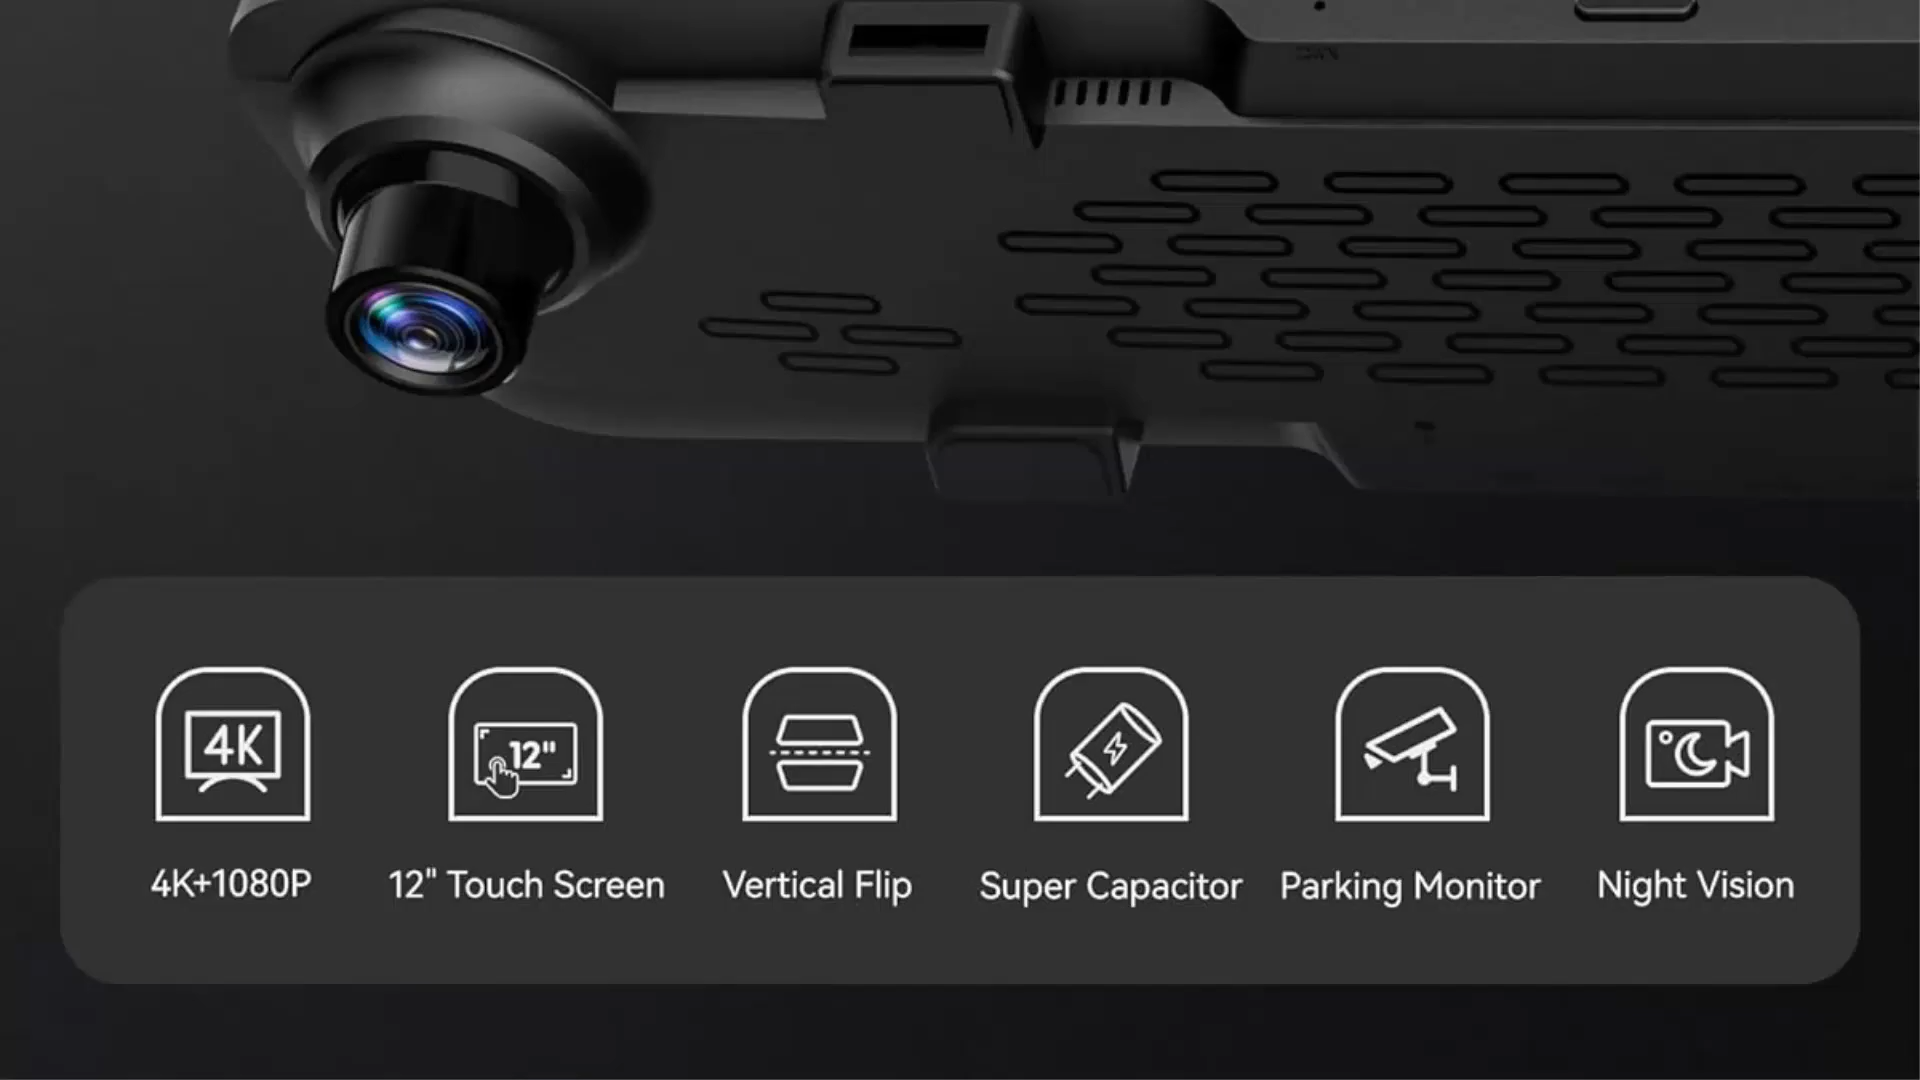 4K
12"
4K+1080P
12" Touch Screen
Vertical Flip
Super Capacitor
Parking Monitor
Night Vision